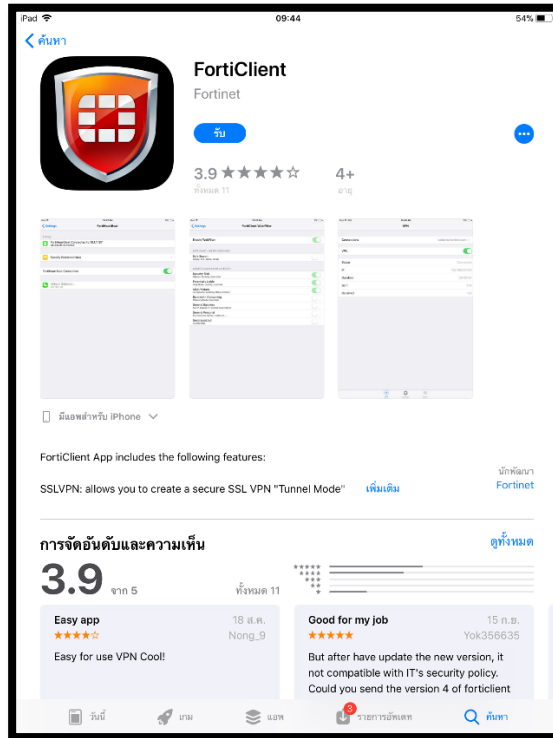 iPad 09:44 54%
ค้นหา
FortiClient
Fortinet
รับ
3.9 ★★★★☆ 4+
ทั้งหมด 11 อายุ
VPN
มีแอพสำหรับ iPhone
FortiClient App includes the following features:
SSLVPN: allows you to create a secure SSL VPN "Tunnel Mode" เพิ่มเติม
นักพัฒนา
Fortinet
การจัดอันดับและความเห็น ดูทั้งหมด
3.9 จาก 5 ทั้งหมด 11
Easy app 18 ส.ค.
★★★★☆ Nong_9
Easy for use VPN Cool!
Good for my job 15 ก.ย.
★★★★★ Yok356635
But after have update the new version, it
not compatible with IT's security policy.
Could you send the version 4 of forticlient
วันนี้ เกม แอพ 3 รายการอัพเดท ค้นหา